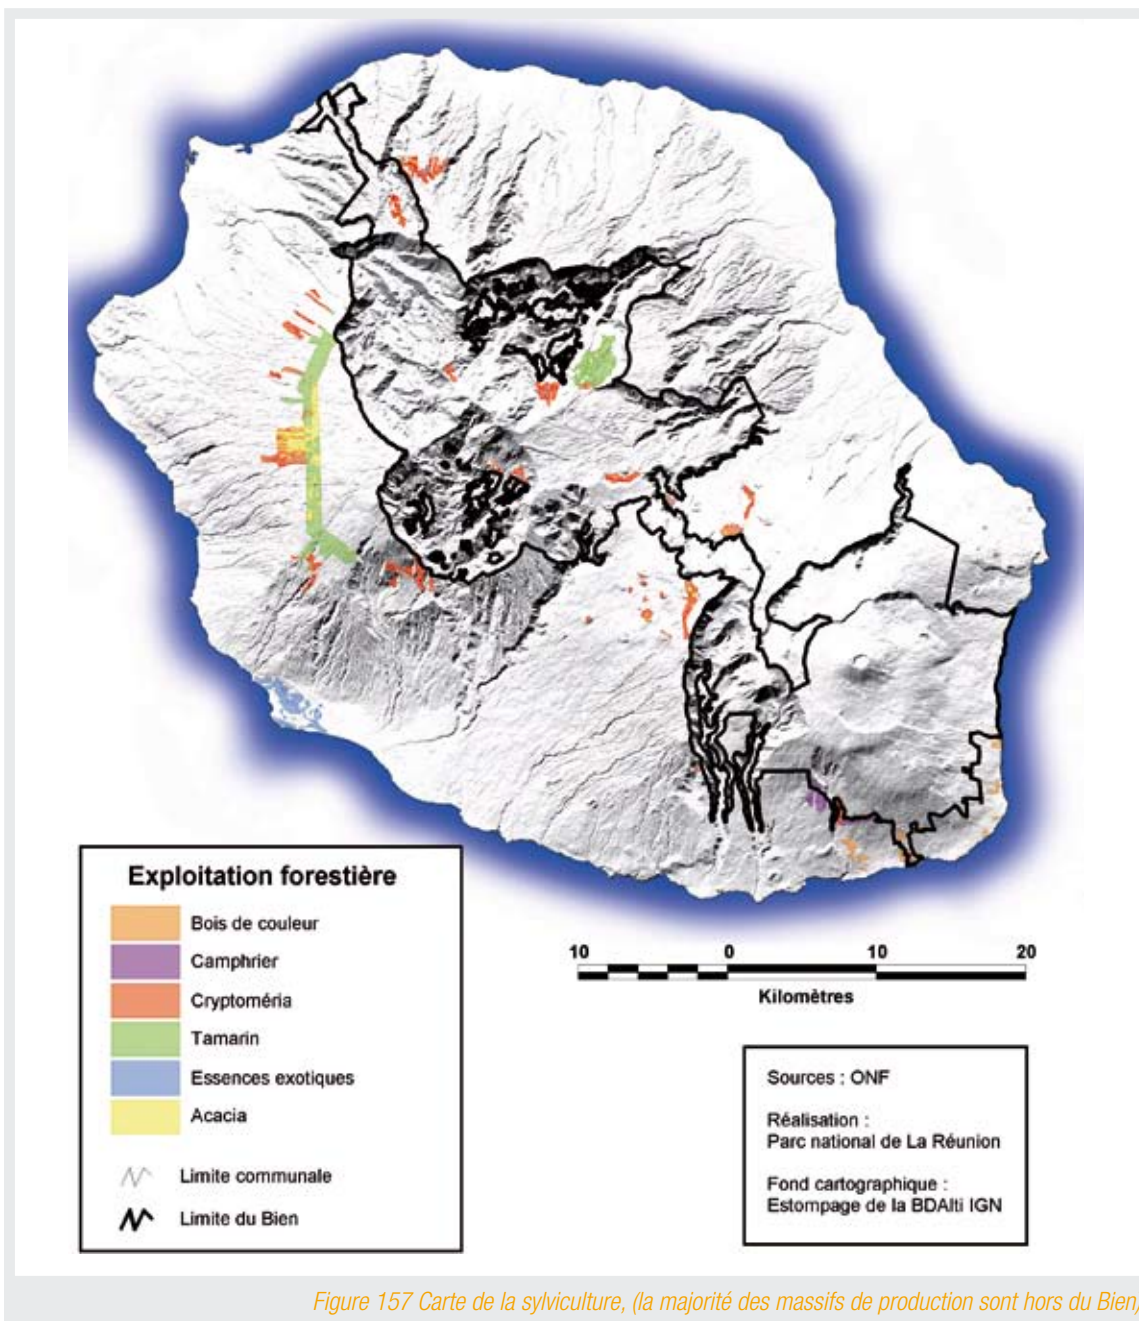 Exploitation forestière
Bois de couleur
Camphrier
Cryptoméria
Tamarin
Essences exotiques
Acacia
Limite communale
Limite du Bien
10 0 10 20
Kilomètres
Sources : ONF
Réalisation :
Parc national de La Réunion
Fond cartographique :
Estompage de la BDAlti IGN
Figure 157 Carte de la sylviculture, (la majorité des massifs de production sont hors du Bien)